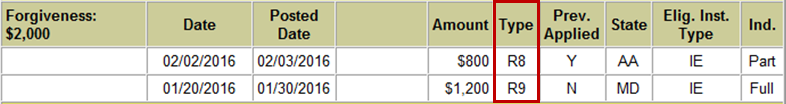 Forgiveness: $2,000 Date Posted Date Amount Type Prev. Applied State Elig. Inst. Type Ind.
02/02/2016 02/03/2016 $800 R8 Y AA IE Part
01/20/2016 01/30/2016 $1,200 R9 N MD IE Full